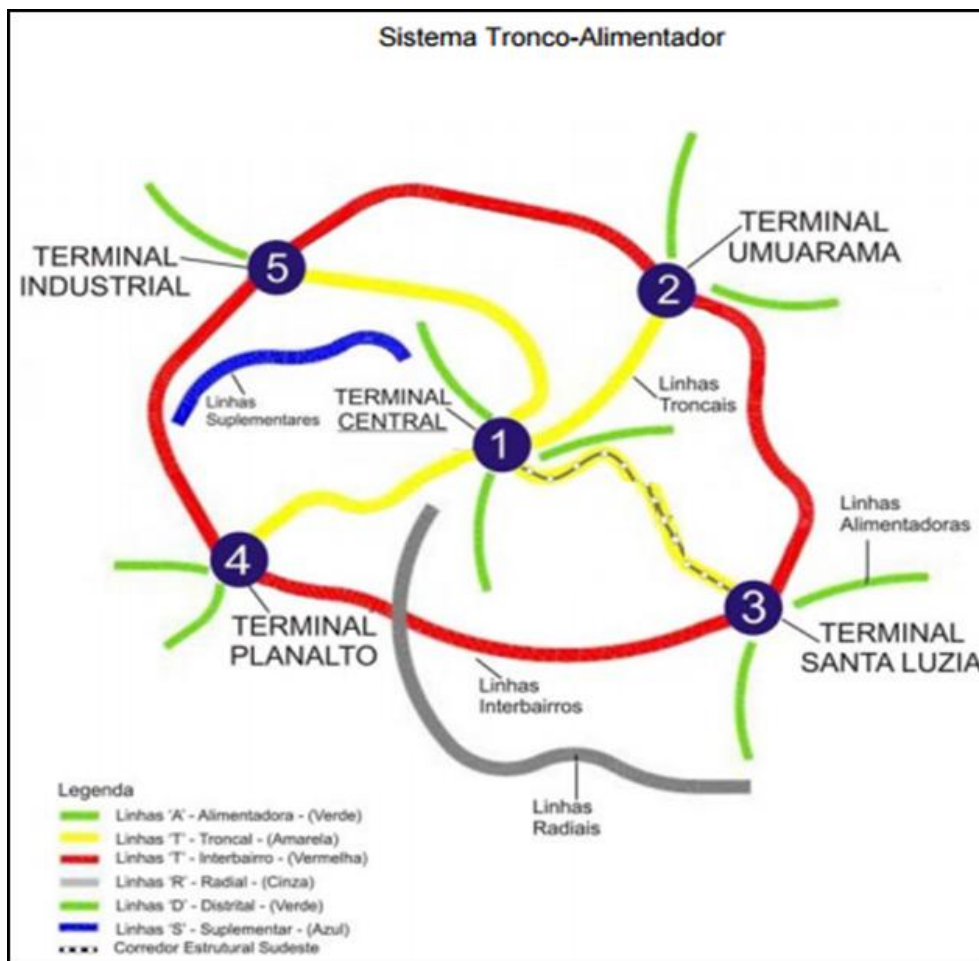 Sistema Tronco-Alimentador
TERMINAL
UMUARAMA
TERMINAL
INDUSTRIAL
5
2
Linhas
Suplementares
TERMINAL
CENTRAL
Linhas
Troncais
1
Linhas
Alimentadoras
4
3
TERMINAL
PLANALTO
TERMINAL
SANTA LUZIA
Linhas
Interbairros
Linhas
Radiais
Legenda
Linhas 'A' - Alimentadora - (Verde)
Linhas 'T' - Troncal - (Amarela)
Linhas 'T' - Interbairro - (Vermelha)
Linhas 'R' - Radial - (Cinza)
Linhas 'D' - Distrital - (Verde)
Linhas 'S' - Suplementar - (Azul)
Corredor Estrutural Sudeste